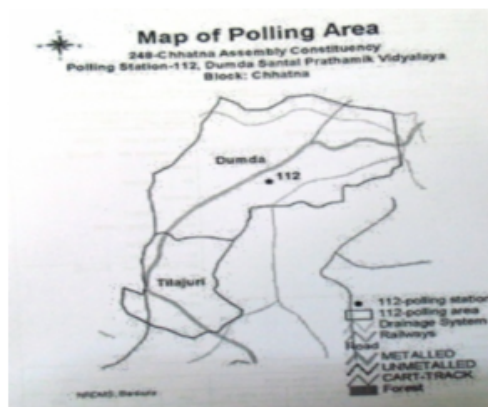 Map of Polling Area
248-Chhatna Assembly Constituency
Polling Station-112, Dumda Santal Prathamik Vidyalaya
Block: Chhatna
Dumda
112
Tilajuri
112-polling station
112-polling area
Drainage System
Railways
Road
METALLED
UNMETALLED
CART-TRACK
Forest
NRDMS, Bankura